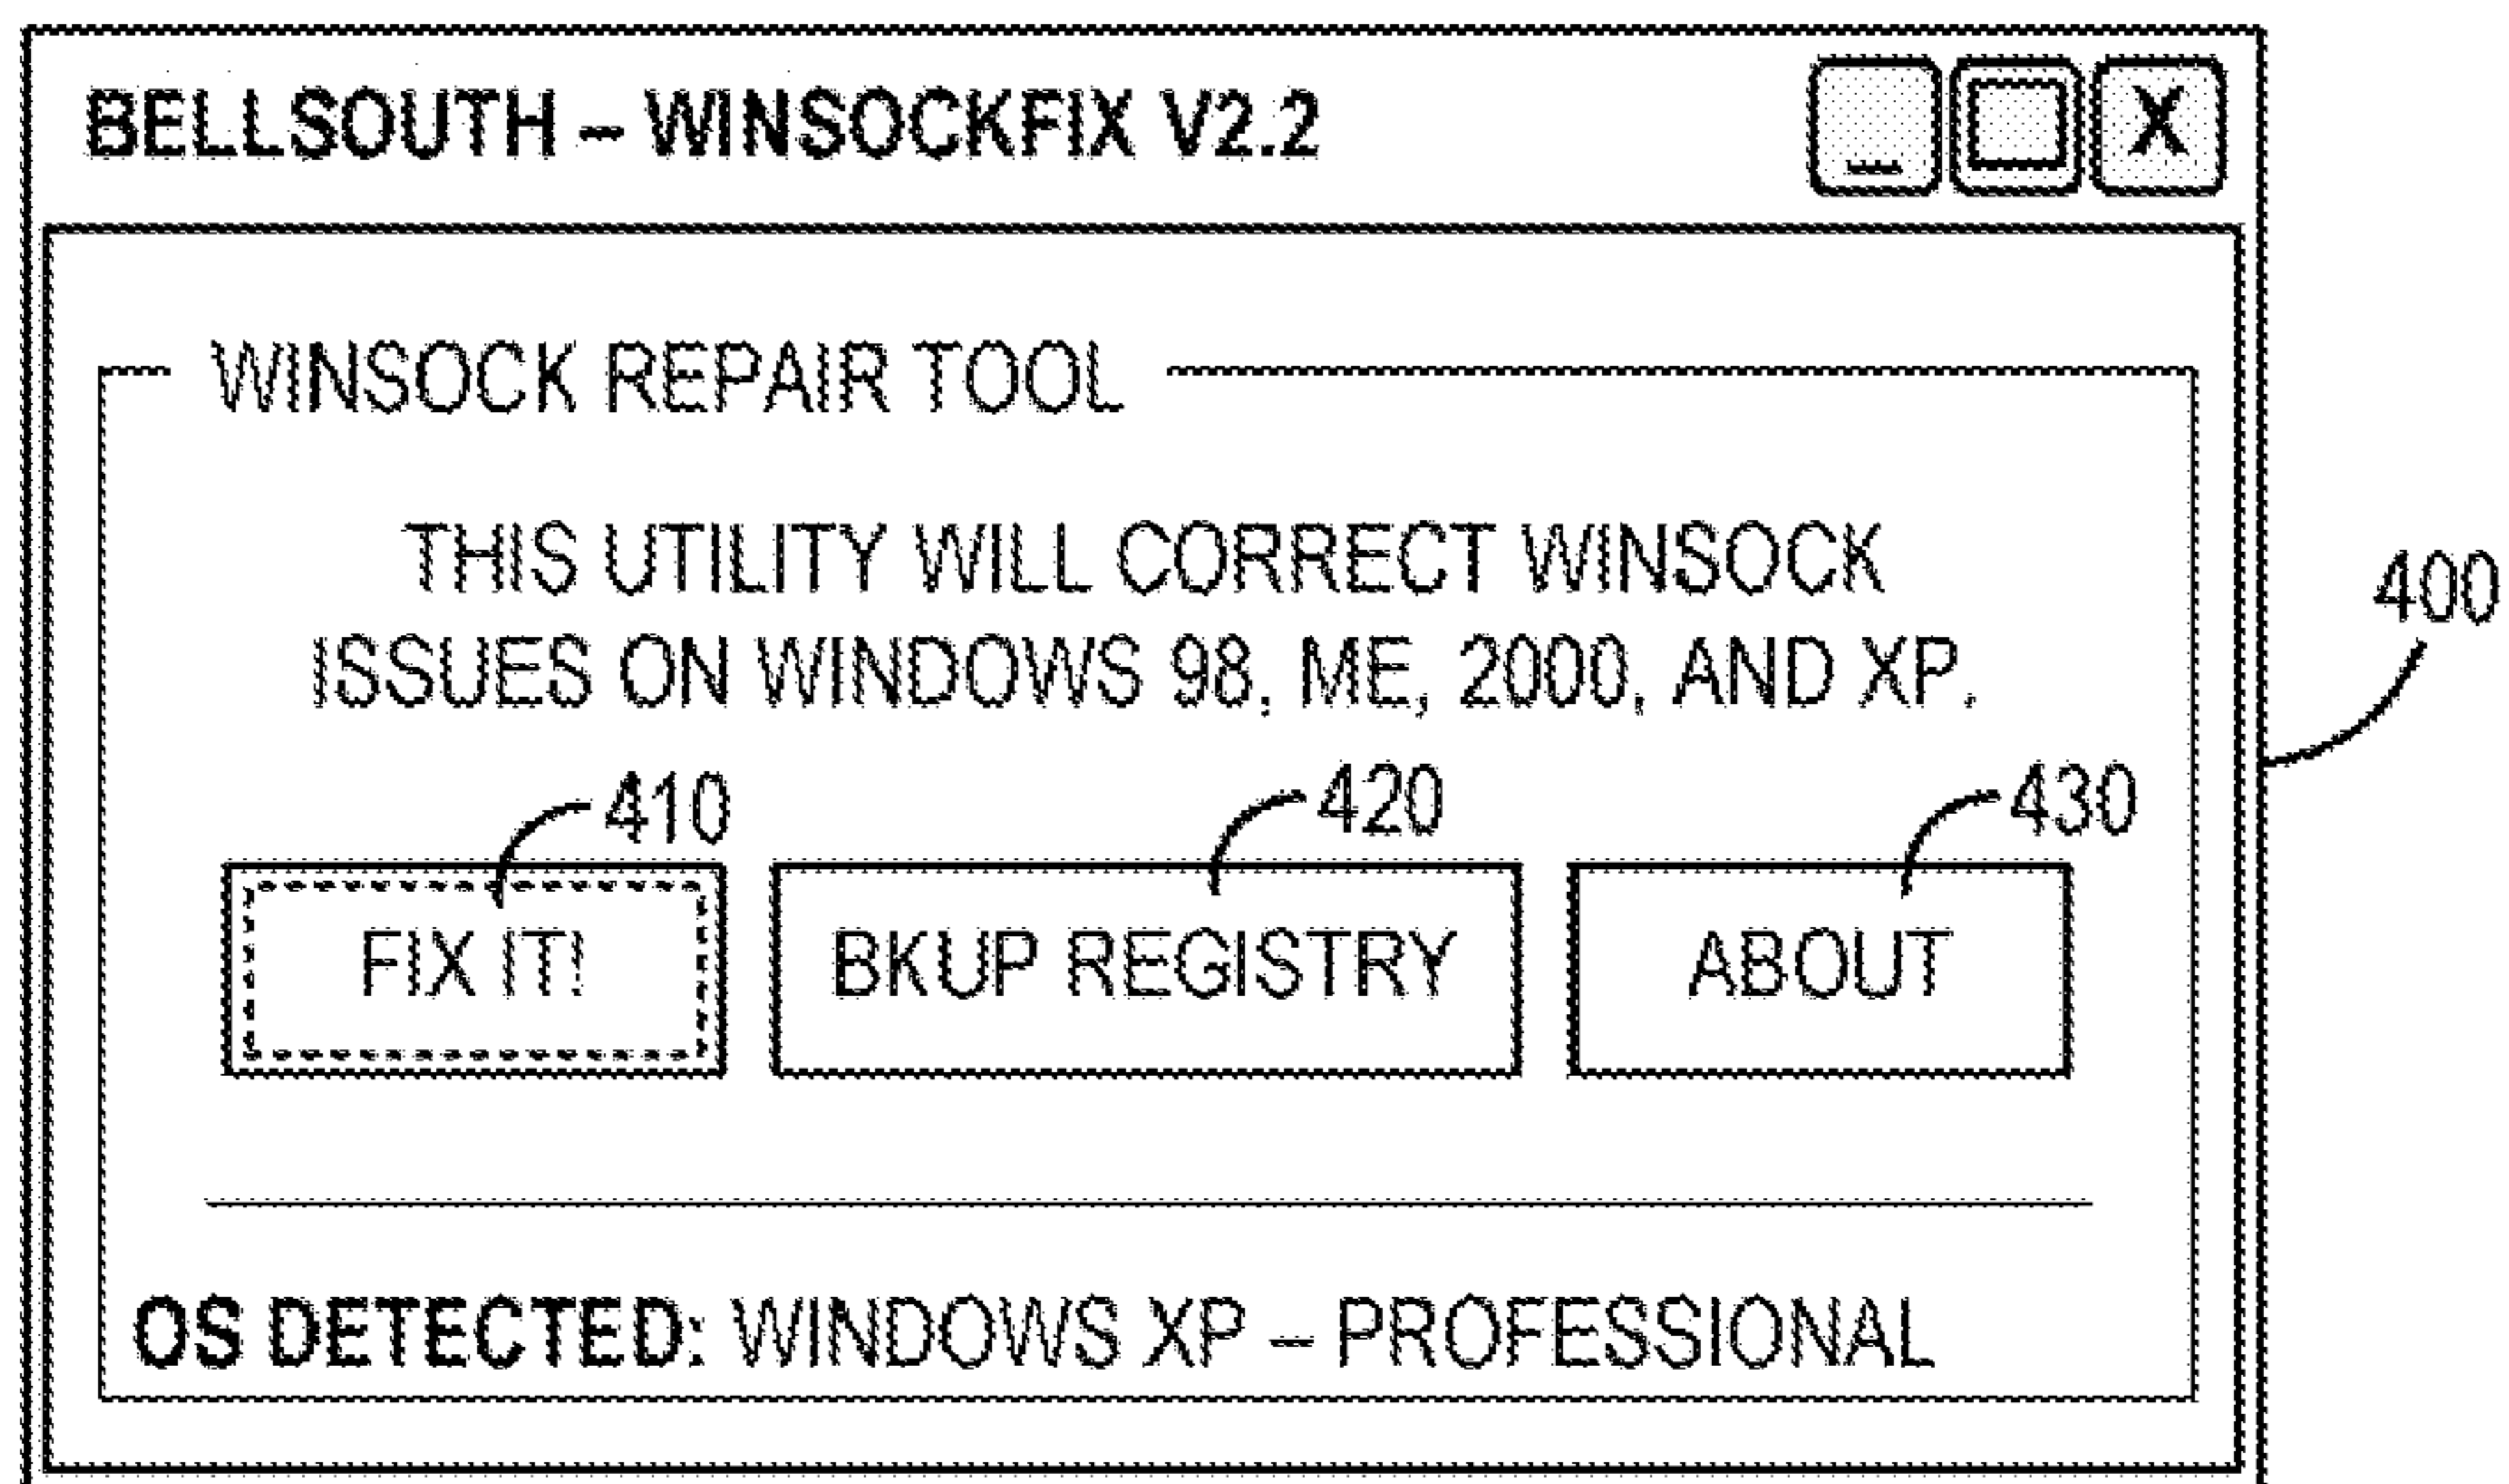 BELLSOUTH – WINSOCKFIX V2.2
_ X
WINSOCK REPAIR TOOL
THIS UTILITY WILL CORRECT WINSOCK
ISSUES ON WINDOWS 98, ME, 2000, AND XP.
400
410 420 430
FIX IT! BKUP REGISTRY ABOUT
OS DETECTED: WINDOWS XP – PROFESSIONAL